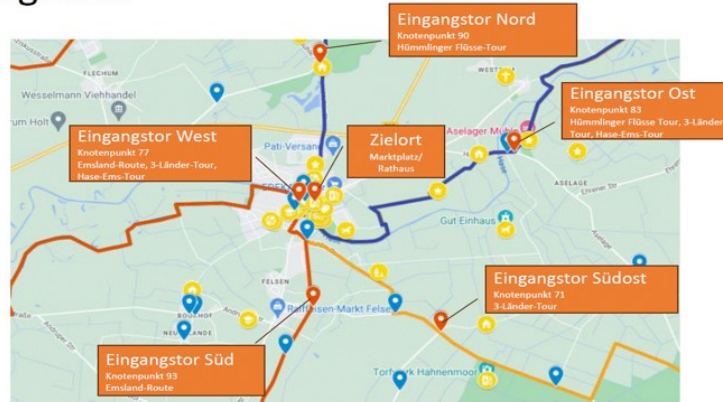 Eingangstor Nord
Knotenpunkt 90
Hümmlinger Flüsse-Tour
FLECHUM
Wesselmann Viehhandel
Eingangstor Ost
Knotenpunkt 83
Hümmlinger Flüsse Tour, 3-Länder-
Tour, Hase-Ems-Tour
Aselager Mühle
Eingangstor West
Knotenpunkt 77
Emsland-Route, 3-Länder-Tour,
Hase-Ems-Tour
Pati-Versand
Zielort
Marktplatz/
Rathaus
Hase
ASELAGE
Gut Einhaus
FELSEN
Eingangstor Südost
Knotenpunkt 71
3-Länder-Tour
Raiffeisen-Markt Felsen
Andruper Str.
Eingangstor Süd
Knotenpunkt 93
Emsland-Route
Torfwerk Hahnenmoor